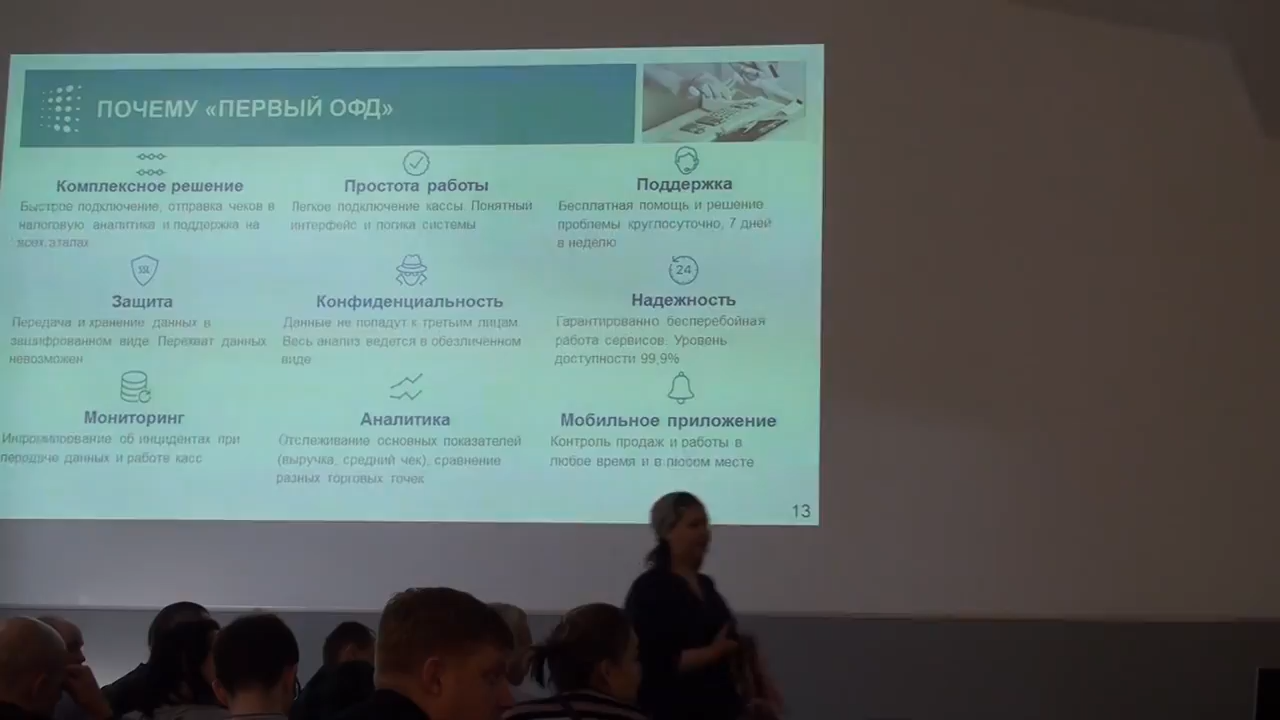 ПОЧЕМУ «ПЕРВЫЙ ОФД»
Комплексное решение
Быстрое подключение, отправка чеков в
налоговую аналитика и поддержка на
всех этапах
Простота работы
Легкое подключение кассы. Понятный
интерфейс и логика системы
Поддержка
Бесплатная помощь и решение
проблемы круглосуточно, 7 дней
в неделю
SSL
Защита
Передача и хранение данных в
зашифрованном виде Перехват данных
невозможен
Конфиденциальность
Данные не попадут к третьим лицам.
Весь анализ ведется в обезличенном
виде
24
Надежность
Гарантированно бесперебойная
работа сервисов. Уровень
доступности 99,9%
Мониторинг
Информирование об инцидентах при
передаче данных и работе касс
Аналитика
Отслеживание основных показателей
(выручка, средний чек), сравнение
разных торговых точек
Мобильное приложение
Контроль продаж и работы в
любое время и в любом месте
13